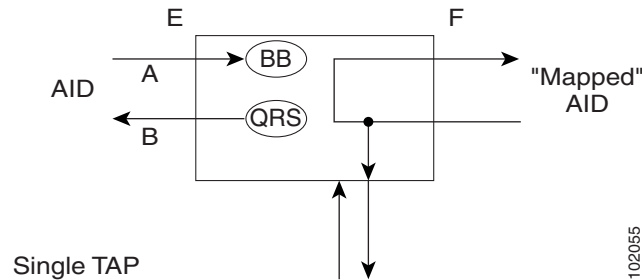 E
F
BB
A
AID
"Mapped"
AID
QRS
B
Single TAP
102055